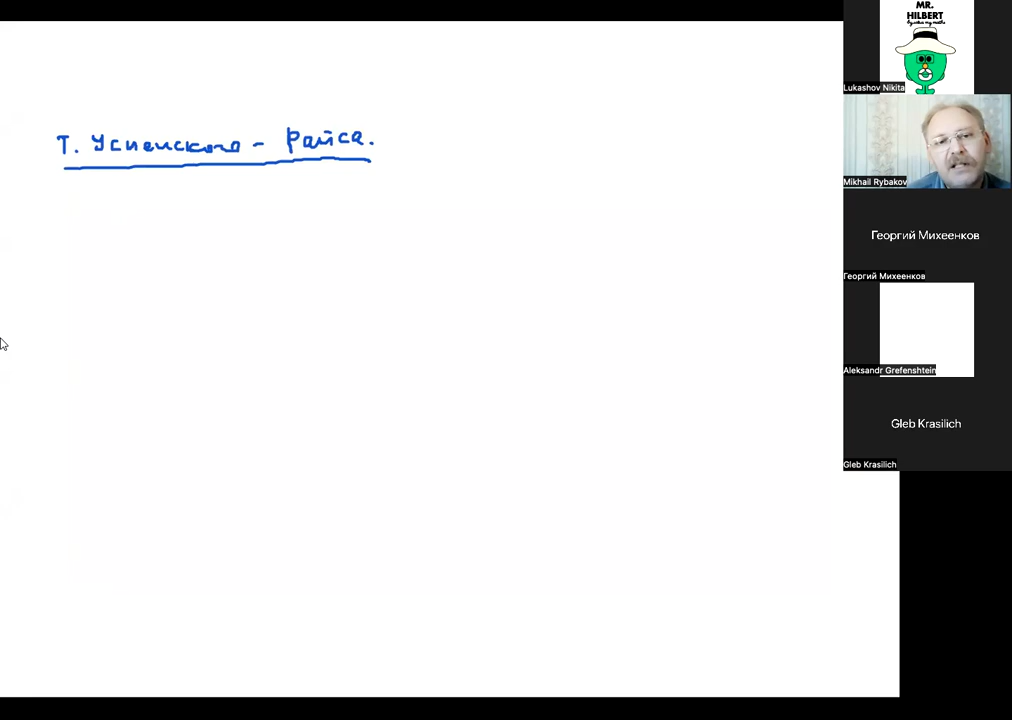 Т. Успенского - Райса.
MR.
HILBERT
Lukashov Nikita
Mikhail Rybakov
Георгий Михеенков
Георгий Михеенков
Aleksandr Grefenshtein
Gleb Krasilich
Gleb Krasilich